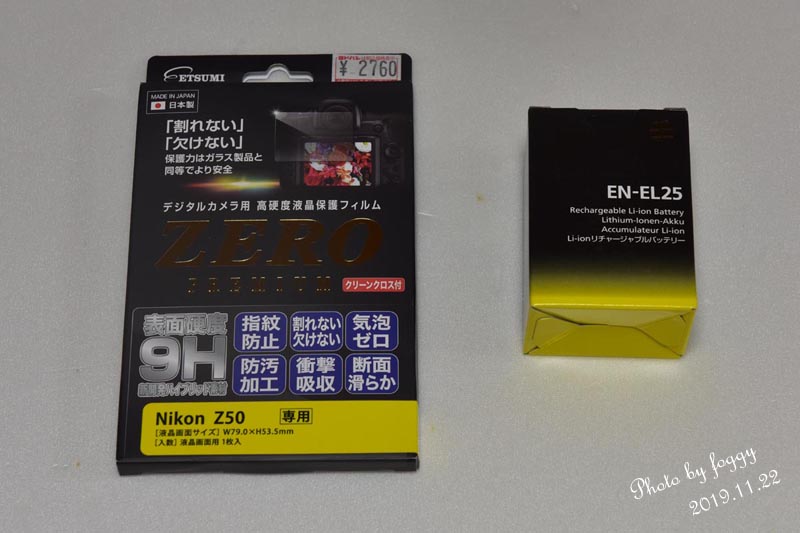 ETSUMI
¥2760
MADE IN JAPAN
日本製
「割れない」
「欠けない」
保護力はガラス製品と
同等でより安全
デジタルカメラ用 高硬度液晶保護フィルム
ZERO
PREMIUM
クリーンクロス付
表面硬度
9H
指紋
防止
割れない
欠けない
気泡
ゼロ
防汚
加工
衝撃
吸収
断面
滑らか
Nikon Z50 専用
[液晶画面サイズ] W79.0×H53.5mm
[入数] 液晶画面用 1枚入
EN-EL25
Rechargeable Li-ion Battery
Lithium-Ionen-Akku
Accumulateur Li-ion
Li-ionリチャージャブルバッテリー
Photo by foggy
2019.11.22